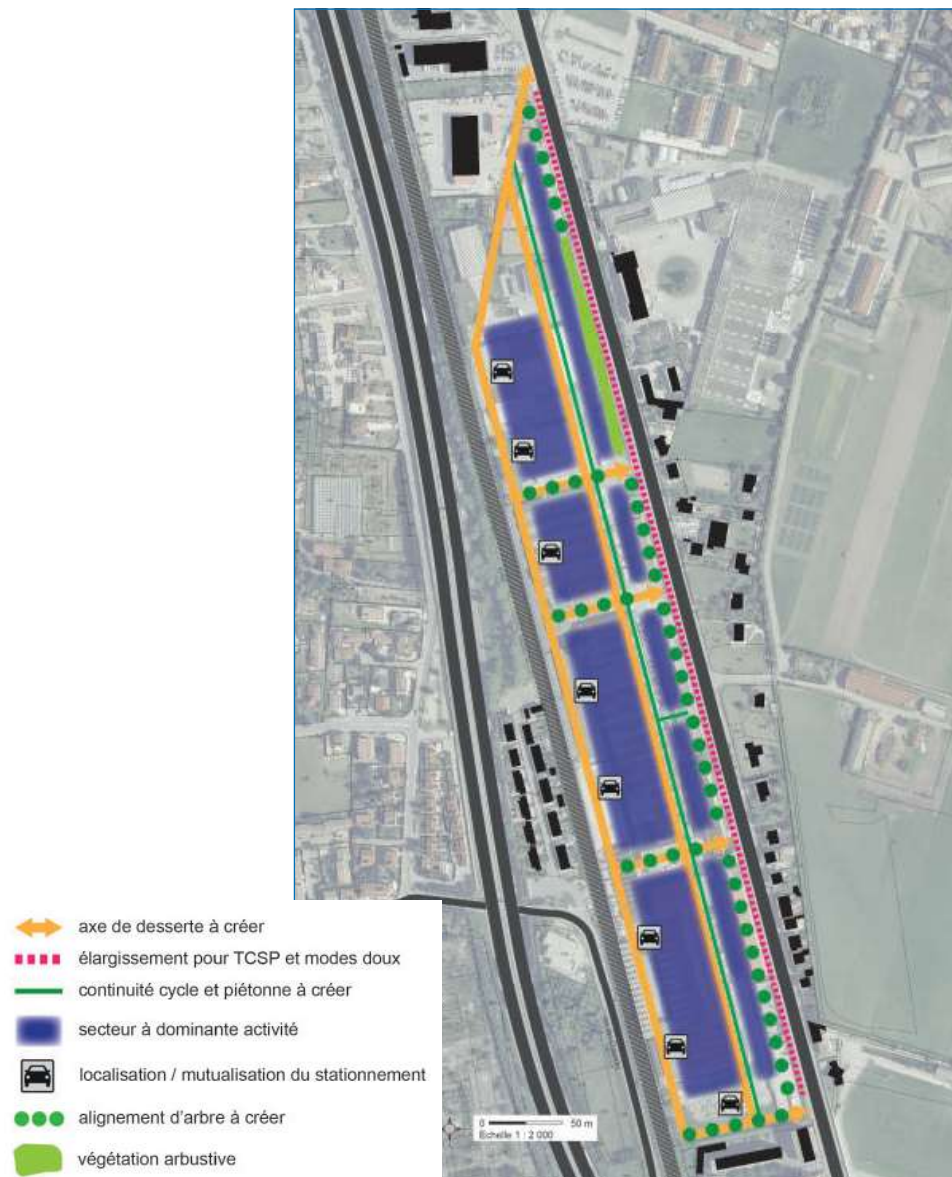 axe de desserte à créer
élargissement pour TCSP et modes doux
continuité cycle et piétonne à créer
secteur à dominante activité
localisation / mutualisation du stationnement
alignement d'arbre à créer
végétation arbustive
0 50 m
Echelle 1 : 2 000